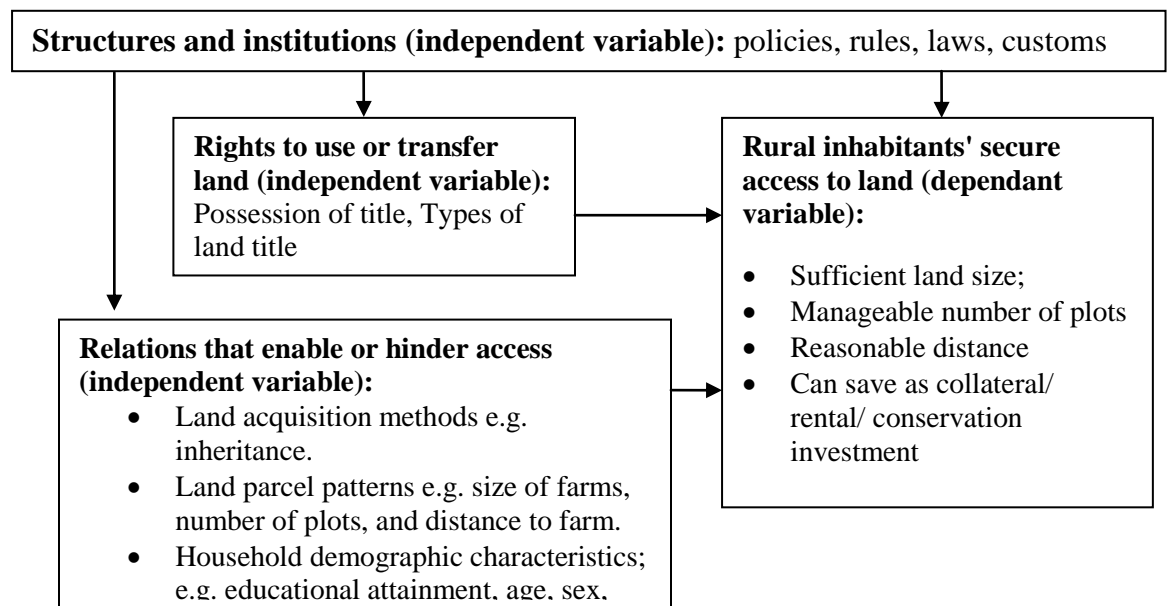 Structures and institutions (independent variable): policies, rules, laws, customs
Rights to use or transfer
land (independent variable):
Possession of title, Types of
land title
Rural inhabitants' secure
access to land (dependant
variable):
• Sufficient land size;
• Manageable number of plots
• Reasonable distance
• Can save as collateral/
rental/ conservation
investment
Relations that enable or hinder access
(independent variable):
• Land acquisition methods e.g.
inheritance.
• Land parcel patterns e.g. size of farms,
number of plots, and distance to farm.
• Household demographic characteristics;
e.g. educational attainment, age, sex,